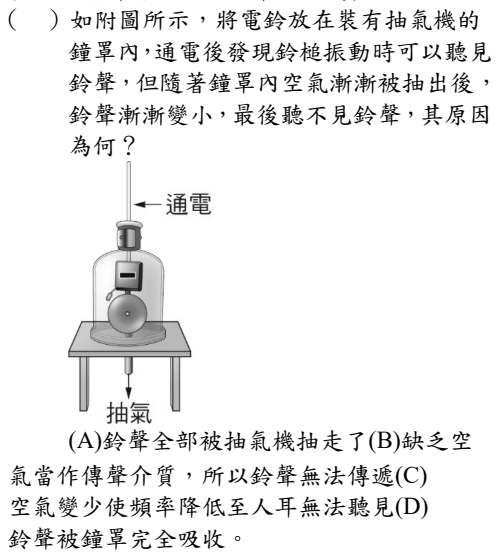 (　)如附圖所示，將電鈴放在裝有抽氣機的
鐘罩內，通電後發現鈴槌振動時可以聽見
鈴聲，但隨著鐘罩內空氣漸漸被抽出後，
鈴聲漸漸變小，最後聽不見鈴聲，其原因
為何？
通電
抽氣
(A)鈴聲全部被抽氣機抽走了(B)缺乏空
氣當作傳聲介質，所以鈴聲無法傳遞(C)
空氣變少使頻率降低至人耳無法聽見(D)
鈴聲被鐘罩完全吸收。